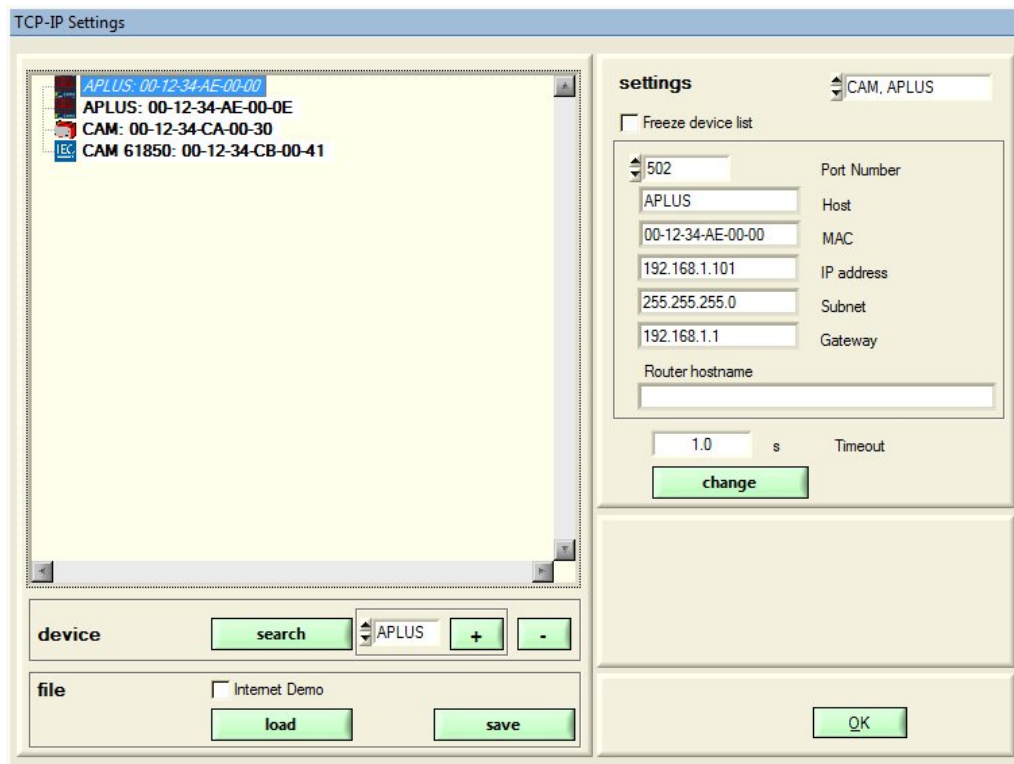 TCP-IP Settings
APLUS: 00-12-34-AE-00-00
APLUS: 00-12-34-AE-00-0E
CAM: 00-12-34-CA-00-30
IEC CAM 61850: 00-12-34-CB-00-41
settings CAM, APLUS
Freeze device list
502 Port Number
APLUS Host
00-12-34-AE-00-00 MAC
192.168.1.101 IP address
255.255.255.0 Subnet
192.168.1.1 Gateway
Router hostname
1.0 s Timeout
change
device search APLUS + -
file Internet Demo
load save
OK